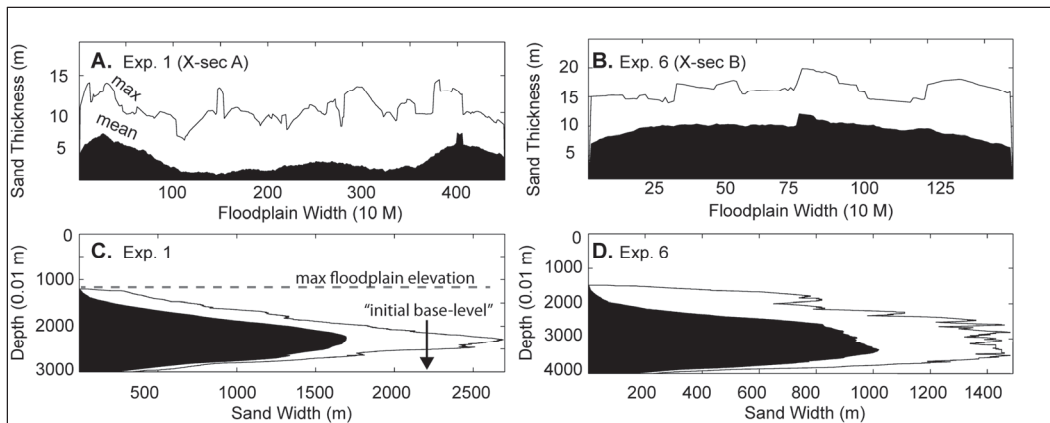 A. Exp. 1 (X-sec A)
max
mean
Sand Thickness (m)
15
10
5
100 200 300 400
Floodplain Width (10 M)
B. Exp. 6 (X-sec B)
Sand Thickness (m)
20
15
10
5
25 50 75 100 125
Floodplain Width (10 M)
C. Exp. 1
max floodplain elevation
"initial base-level"
Depth (0.01 m)
0
1000
2000
3000
500 1000 1500 2000 2500
Sand Width (m)
D. Exp. 6
Depth (0.01 m)
0
1000
2000
3000
4000
200 400 600 800 1000 1200 1400
Sand Width (m)